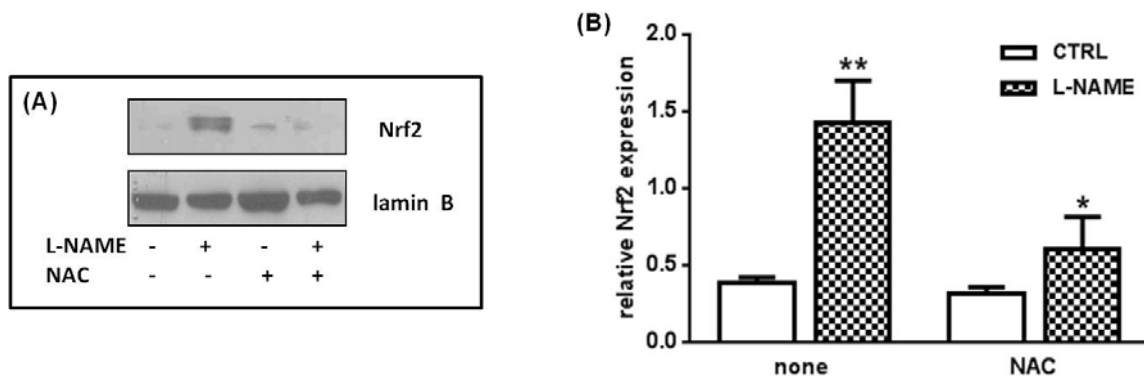 (A)
Nrf2
lamin B
L-NAME - + - +
NAC - - + +
(B)
relative Nrf2 expression
2.0
1.5
1.0
0.5
0.0
**
*
CTRL
L-NAME
none NAC